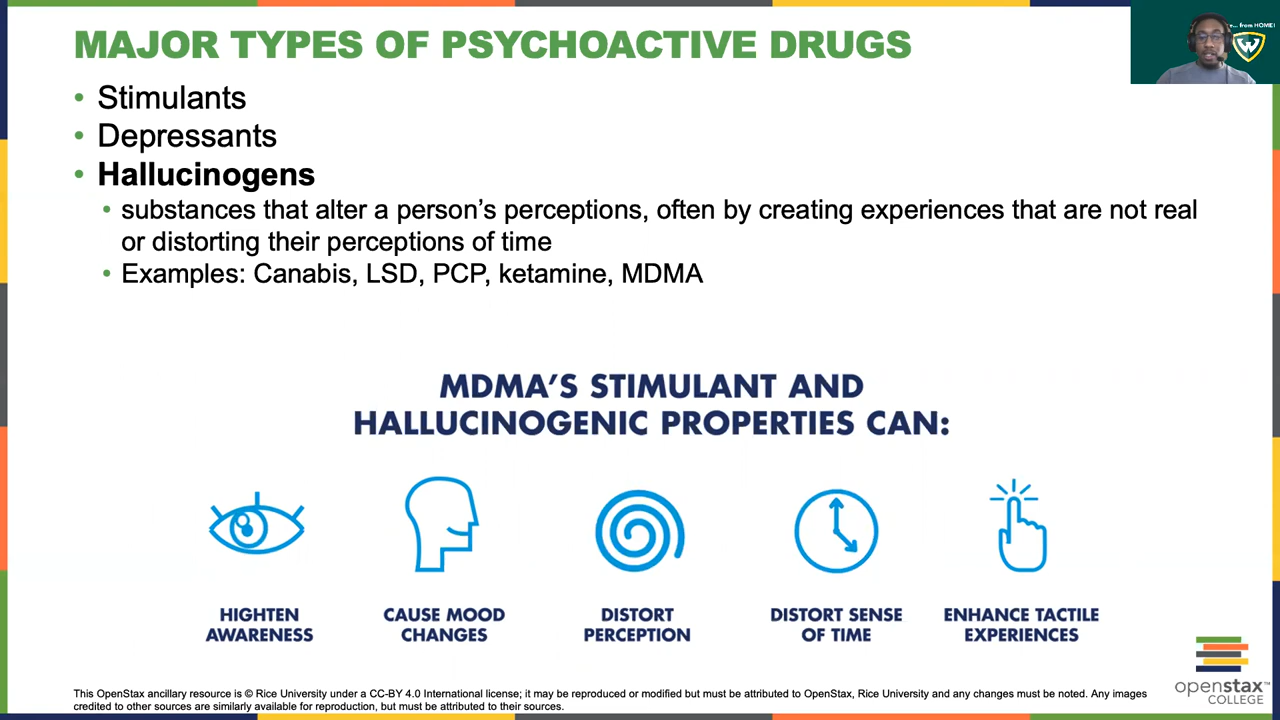 MAJOR TYPES OF PSYCHOACTIVE DRUGS
from HOME!
• Stimulants
• Depressants
• Hallucinogens
• substances that alter a person’s perceptions, often by creating experiences that are not real
or distorting their perceptions of time
• Examples: Canabis, LSD, PCP, ketamine, MDMA
MDMA’S STIMULANT AND
HALLUCINOGENIC PROPERTIES CAN:
HIGHTEN
AWARENESS
CAUSE MOOD
CHANGES
DISTORT
PERCEPTION
DISTORT SENSE
OF TIME
ENHANCE TACTILE
EXPERIENCES
openstax™
COLLEGE
This OpenStax ancillary resource is © Rice University under a CC-BY 4.0 International license; it may be reproduced or modified but must be attributed to OpenStax, Rice University and any changes must be noted. Any images
credited to other sources are similarly available for reproduction, but must be attributed to their sources.